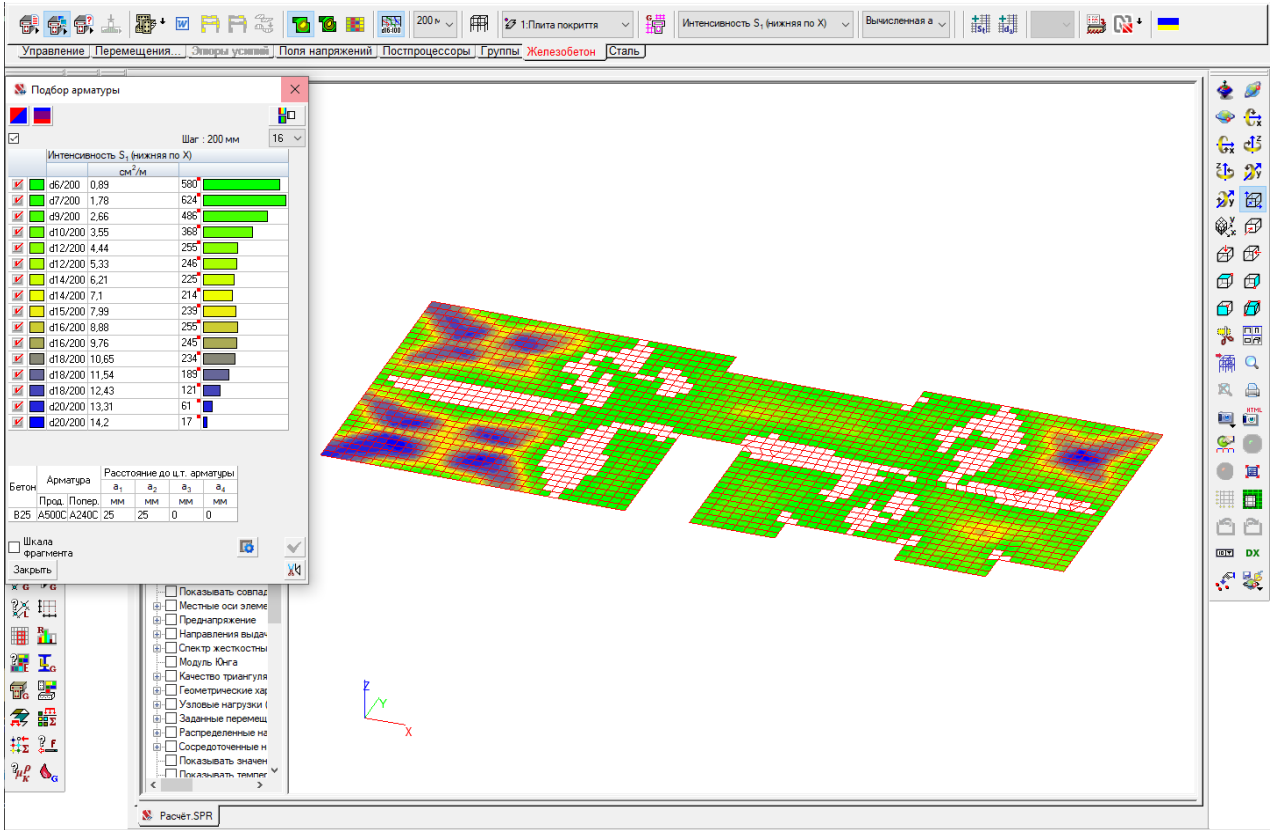 200 м
1:Плита покриття
Интенсивность S1 (нижняя по X)
Вычисленная а
Управление Перемещения... Эпюры усилий Поля напряжений Постпроцессоры Группы Железобетон Сталь
Подбор арматуры
Шаг : 200 мм 16
Интенсивность S1 (нижняя по X)
см²/м
d6/200 0,89 580
d7/200 1,78 624
d9/200 2,66 486
d10/200 3,55 368
d12/200 4,44 255
d12/200 5,33 246
d14/200 6,21 225
d14/200 7,1 214
d15/200 7,99 239
d16/200 8,88 255
d16/200 9,76 245
d18/200 10,65 234
d18/200 11,54 189
d18/200 12,43 121
d20/200 13,31 61
d20/200 14,2 17
Бетон Арматура Расстояние до ц.т. арматуры
a1 a2 a3 a4
Прод. Попер. мм мм мм мм
B25 A500C A240C 25 25 0 0
Шкала
фрагмента
Закрыть
Показывать совпад
Местные оси элеме
Преднапряжение
Направления выдач
Спектр жесткостны
Модуль Юнга
Качество триангуля
Геометрические хар
Узловые нагрузки (
Заданные перемещ
Распределенные на
Сосредоточенные н
Показывать значен
Показывать темпер
Z
Y
X
HTML
DX
Расчёт.SPR